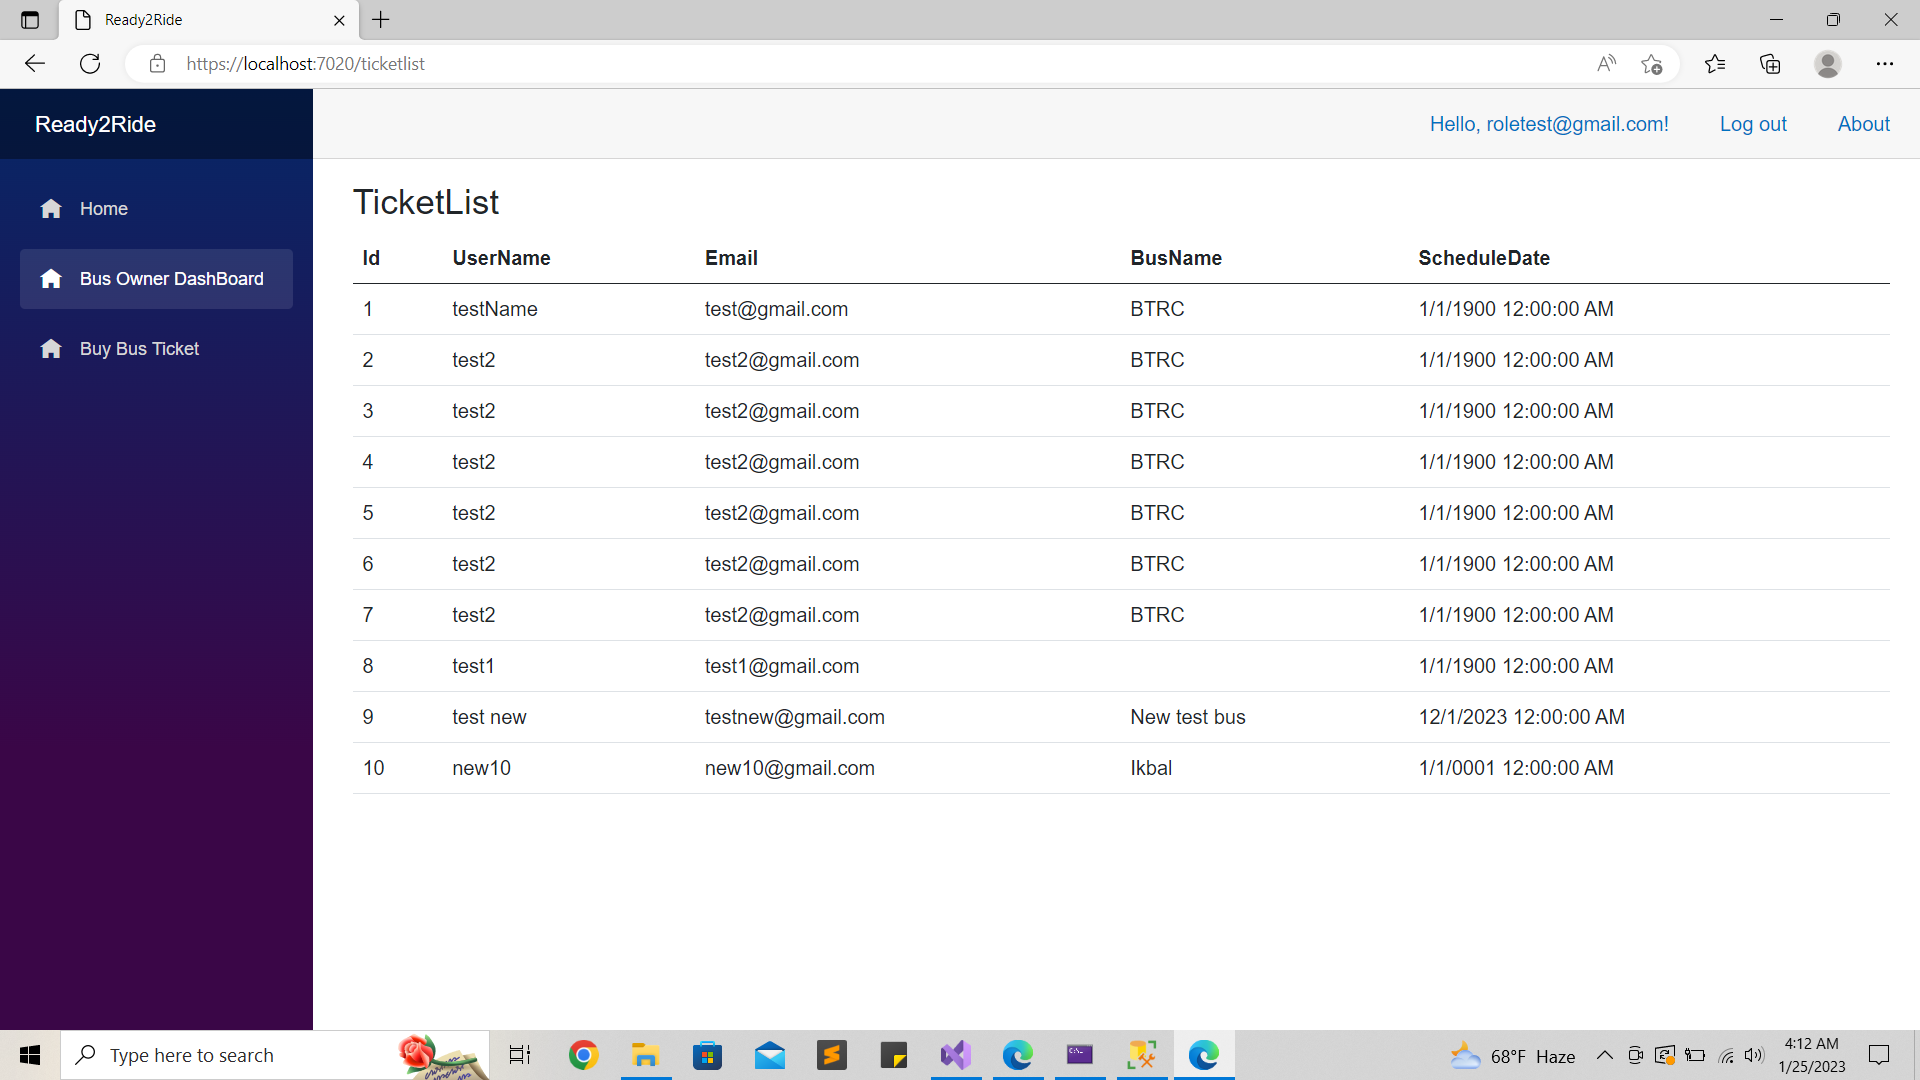 Ready2Ride
https://localhost:7020/ticketlist
Ready2Ride
Hello, roletest@gmail.com! Log out About
Home
Bus Owner DashBoard
Buy Bus Ticket
TicketList
Id UserName Email BusName ScheduleDate
1 testName test@gmail.com BTRC 1/1/1900 12:00:00 AM
2 test2 test2@gmail.com BTRC 1/1/1900 12:00:00 AM
3 test2 test2@gmail.com BTRC 1/1/1900 12:00:00 AM
4 test2 test2@gmail.com BTRC 1/1/1900 12:00:00 AM
5 test2 test2@gmail.com BTRC 1/1/1900 12:00:00 AM
6 test2 test2@gmail.com BTRC 1/1/1900 12:00:00 AM
7 test2 test2@gmail.com BTRC 1/1/1900 12:00:00 AM
8 test1 test1@gmail.com 1/1/1900 12:00:00 AM
9 test new testnew@gmail.com New test bus 12/1/2023 12:00:00 AM
10 new10 new10@gmail.com Ikbal 1/1/0001 12:00:00 AM
Type here to search
68°F Haze
4:12 AM
1/25/2023